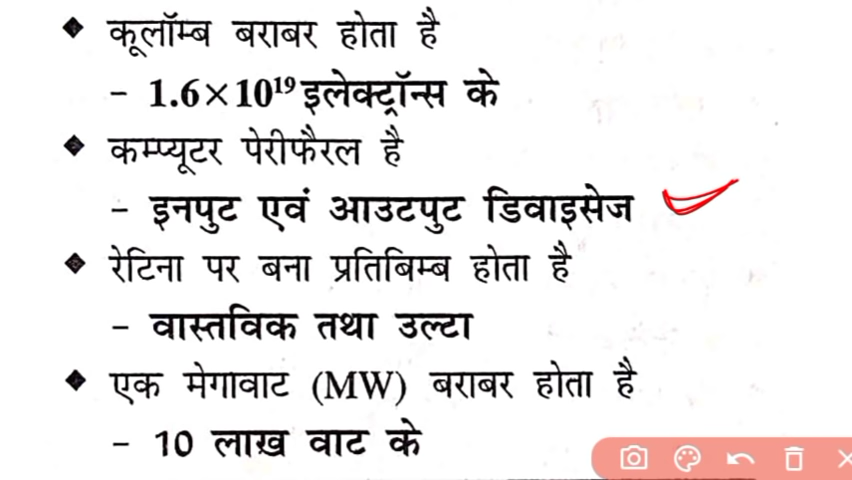 ❖ कूलॉम्ब बराबर होता है
– 1.6×10¹⁹ इलेक्ट्रॉन्स के
❖ कम्प्यूटर पेरीफैरल है
– इनपुट एवं आउटपुट डिवाइसेज
❖ रेटिना पर बना प्रतिबिम्ब होता है
– वास्तविक तथा उल्टा
❖ एक मेगावाट (MW) बराबर होता है
– 10 लाख वाट के